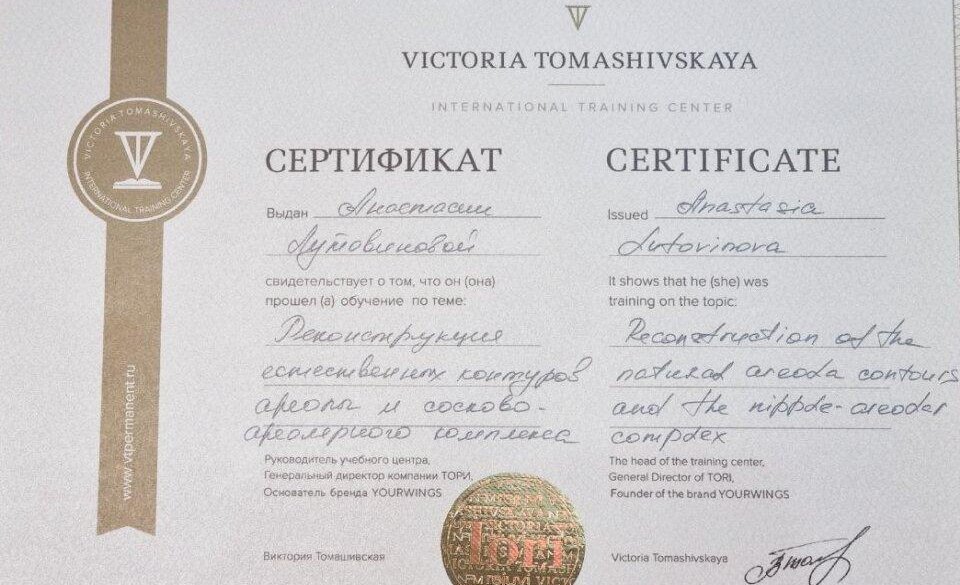 VICTORIA TOMASHIVSKAYA
INTERNATIONAL TRAINING CENTER
VICTORIA TOMASHIVSKAYA
INTERNATIONAL TRAINING CENTER
www.vtpermanent.ru
СЕРТИФИКАТ
Выдан Анастасии
Лутовиновой
свидетельствует о том, что он (она)
прошел (а) обучение по теме:
Реконструкция
естественных контуров
ареолы и сосково-
ареолярного комплекса
Руководитель учебного центра,
Генеральный директор компании ТОРИ,
Основатель бренда YOURWINGS
Виктория Томашивская
CERTIFICATE
Issued Anastasia
Lutovinova
It shows that he (she) was
training on the topic:
Reconstruction of the
natural areola contours
and the nipple-areolar
complex
The head of the training center,
General Director of TORI,
Founder of the brand YOURWINGS
Victoria Tomashivskaya
Tori